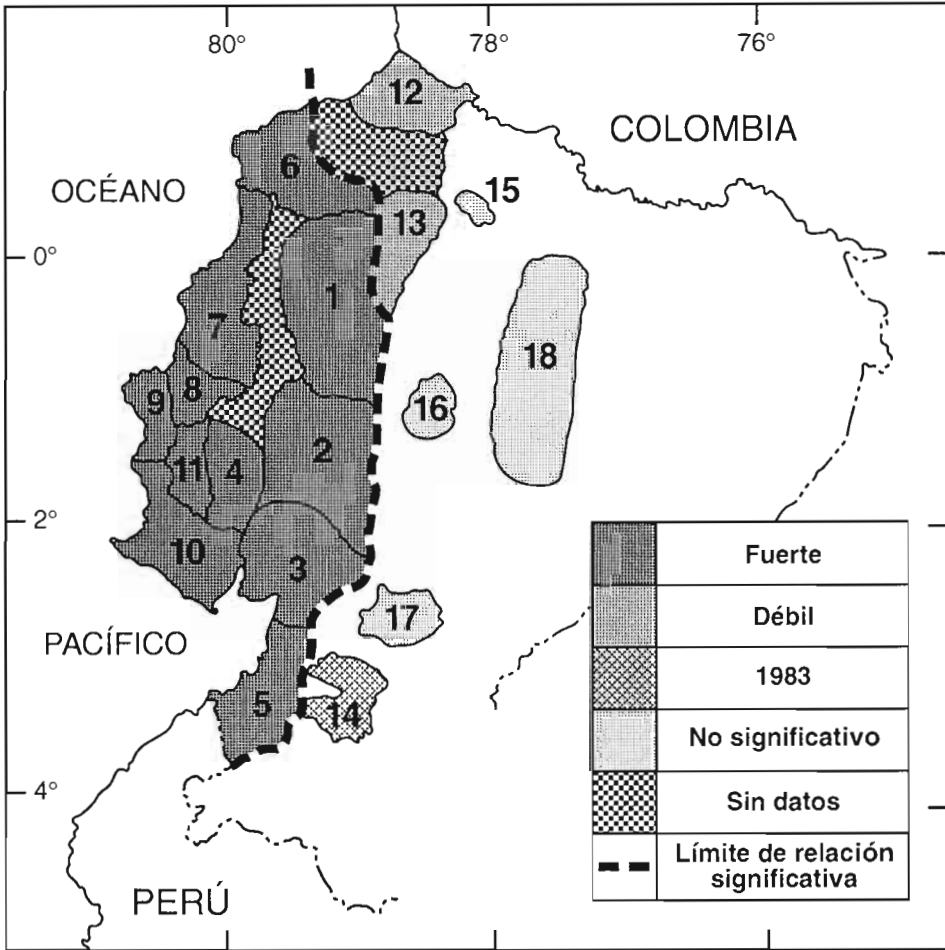 80°
78°
76°
12
COLOMBIA
6
OCÉANO
15
13
0°
1
7
18
8
9
16
2
11
4
2°
10
3
Fuerte
17
Débil
PACÍFICO
1983
5
14
No significativo
4°
Sin datos
Límite de relación
significativa
PERÚ